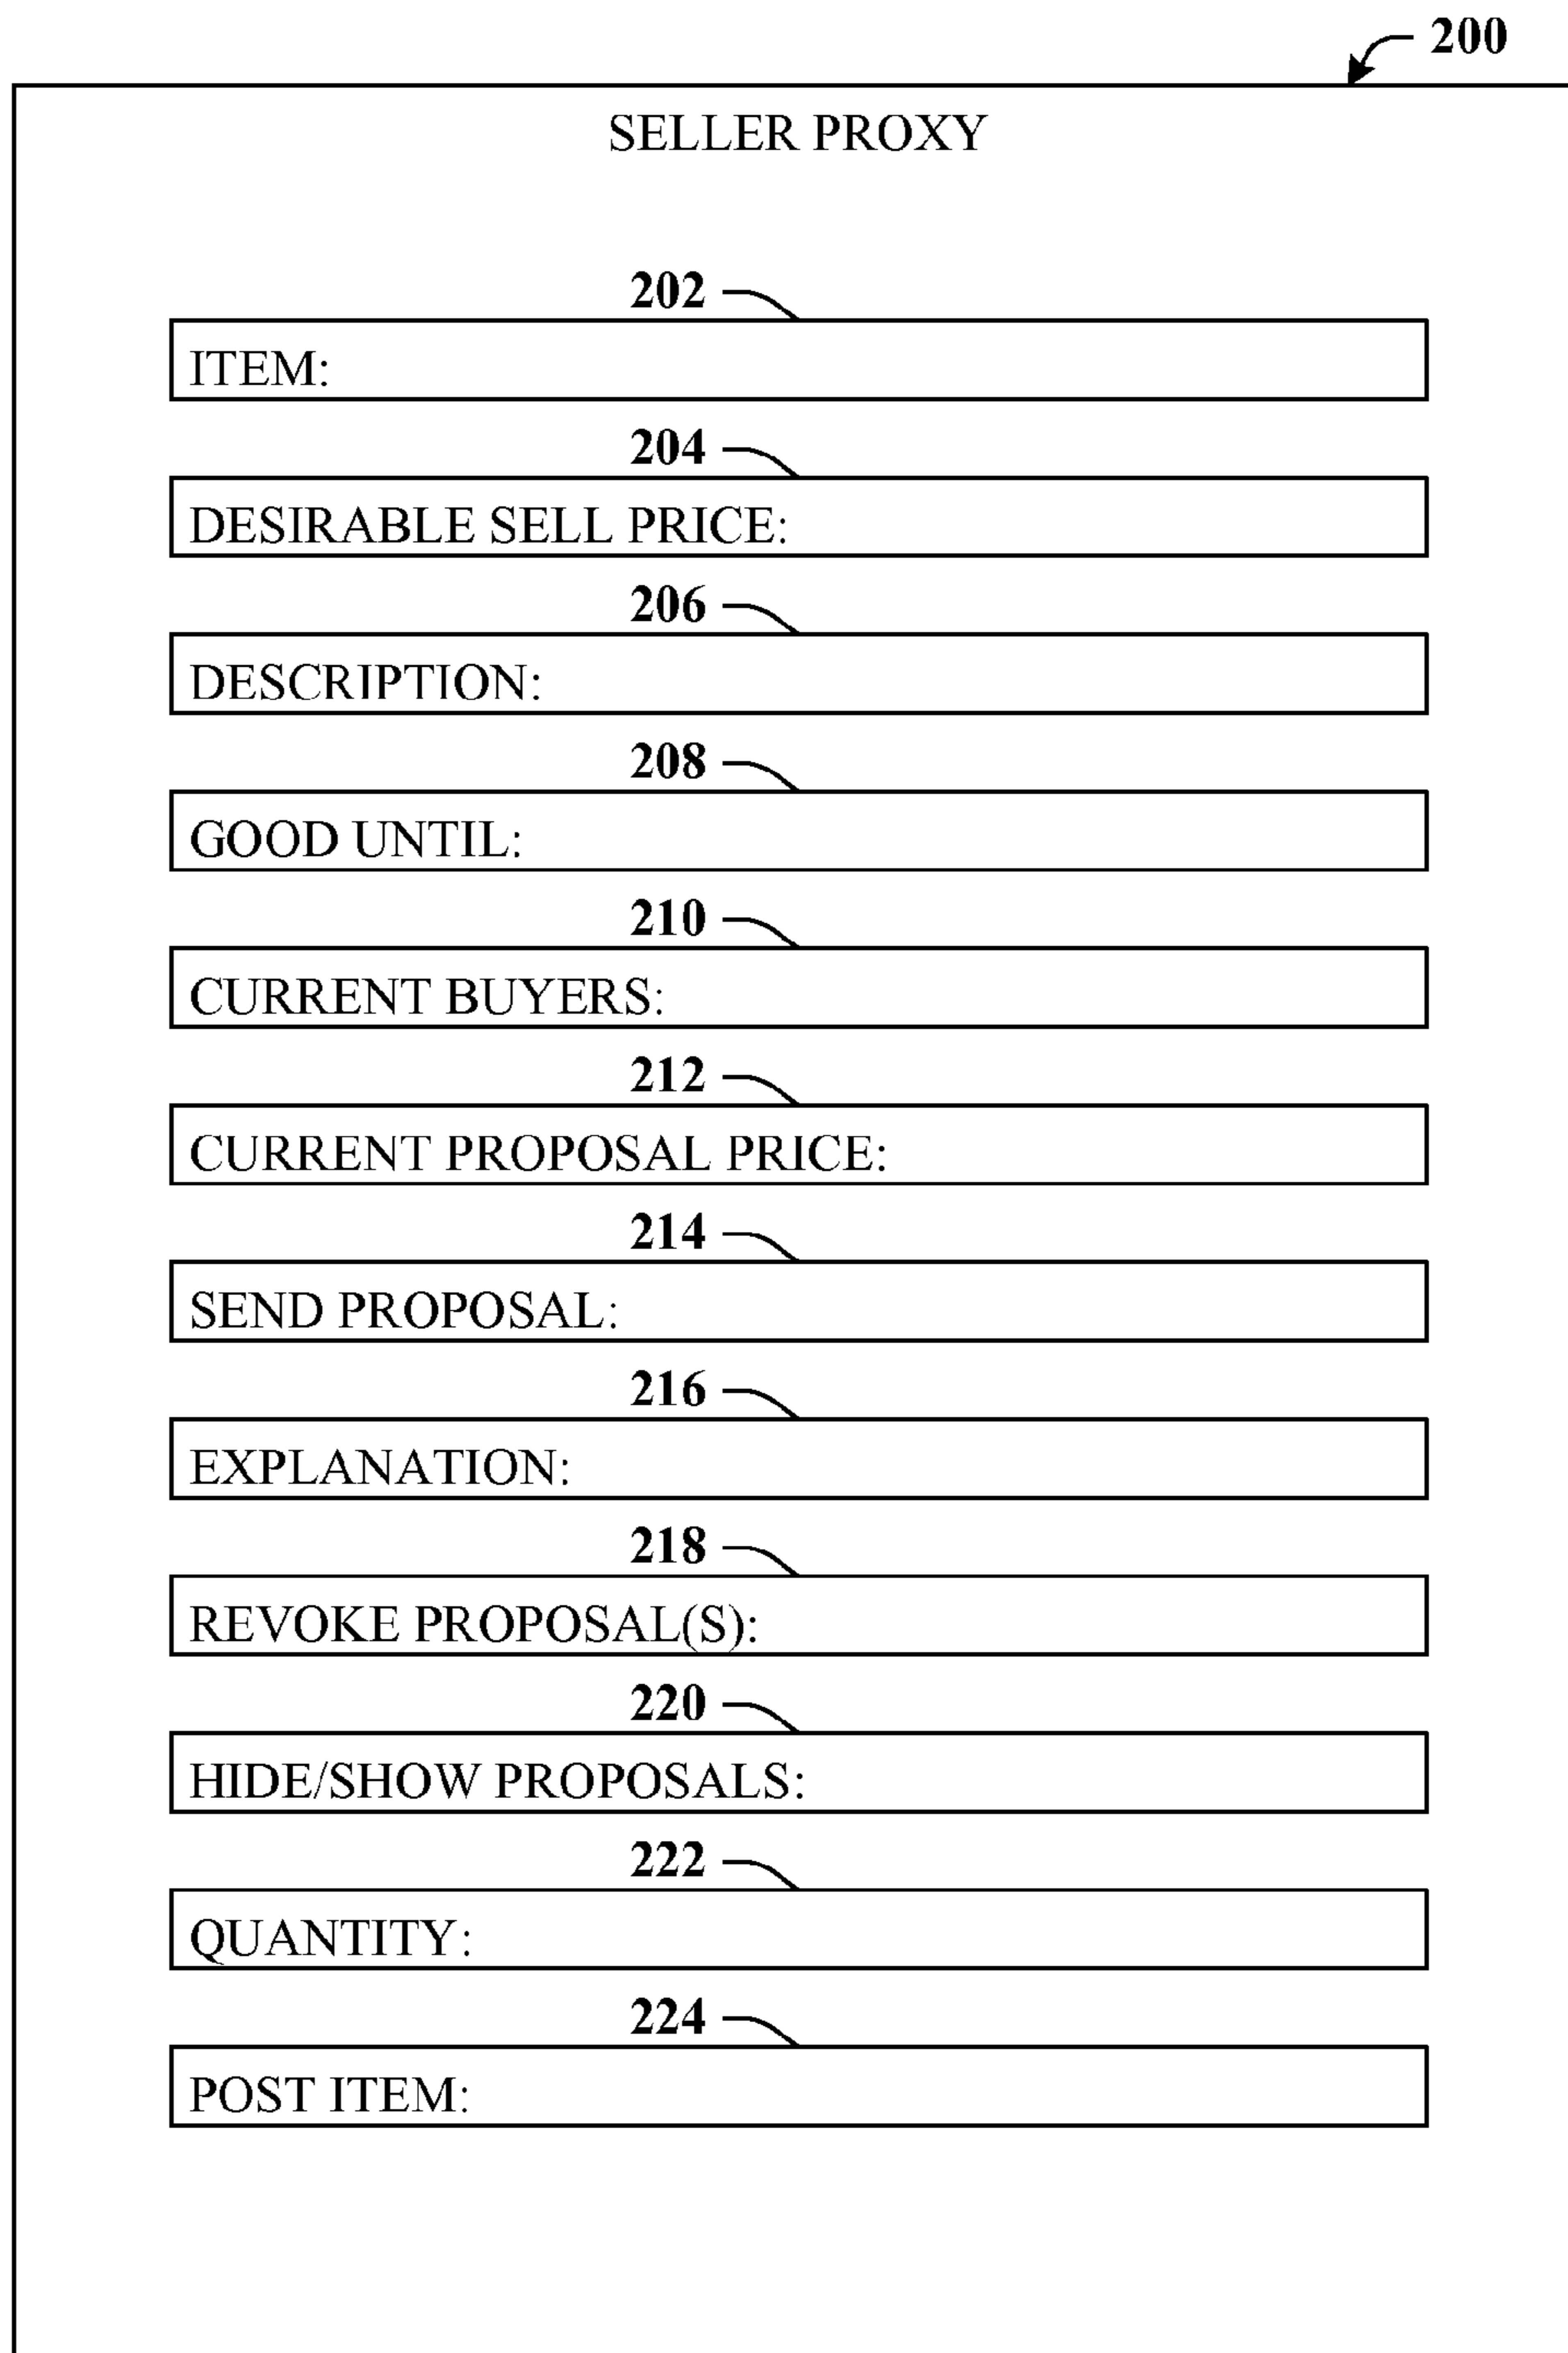 200
SELLER PROXY
202
ITEM:
204
DESIRABLE SELL PRICE:
206
DESCRIPTION:
208
GOOD UNTIL:
210
CURRENT BUYERS:
212
CURRENT PROPOSAL PRICE:
214
SEND PROPOSAL:
216
EXPLANATION:
218
REVOKE PROPOSAL(S):
220
HIDE/SHOW PROPOSALS:
222
QUANTITY:
224
POST ITEM: